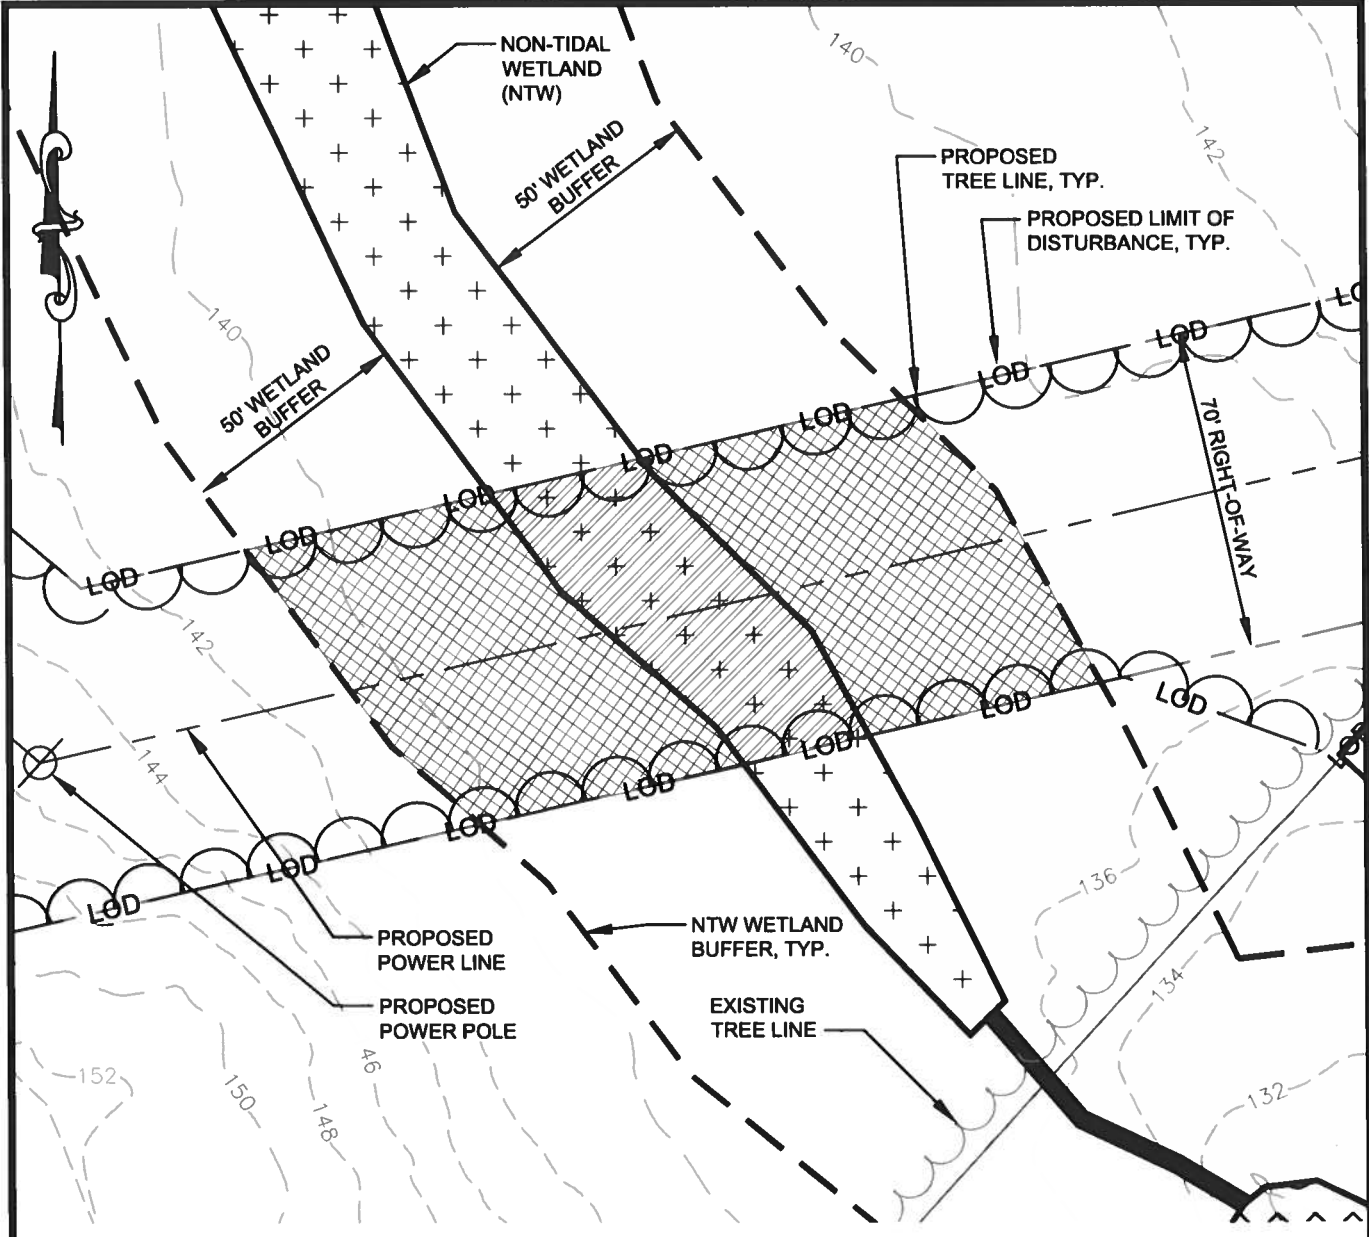 140
NON-TIDAL
WETLAND
(NTW)
50' WETLAND
BUFFER
142
PROPOSED
TREE LINE, TYP.
PROPOSED LIMIT OF
DISTURBANCE, TYP.
140
50' WETLAND
BUFFER
LO
LOD
LOD
LOD
LOD
LOD
LOD
LOD
70' RIGHT-OF-WAY
142
144
LOD
LOD
LOD
LOD
LOD
LOD
LOD
136
134
132
PROPOSED
POWER LINE
PROPOSED
POWER POLE
NTW WETLAND
BUFFER, TYP.
EXISTING
TREE LINE
152
150
148
46